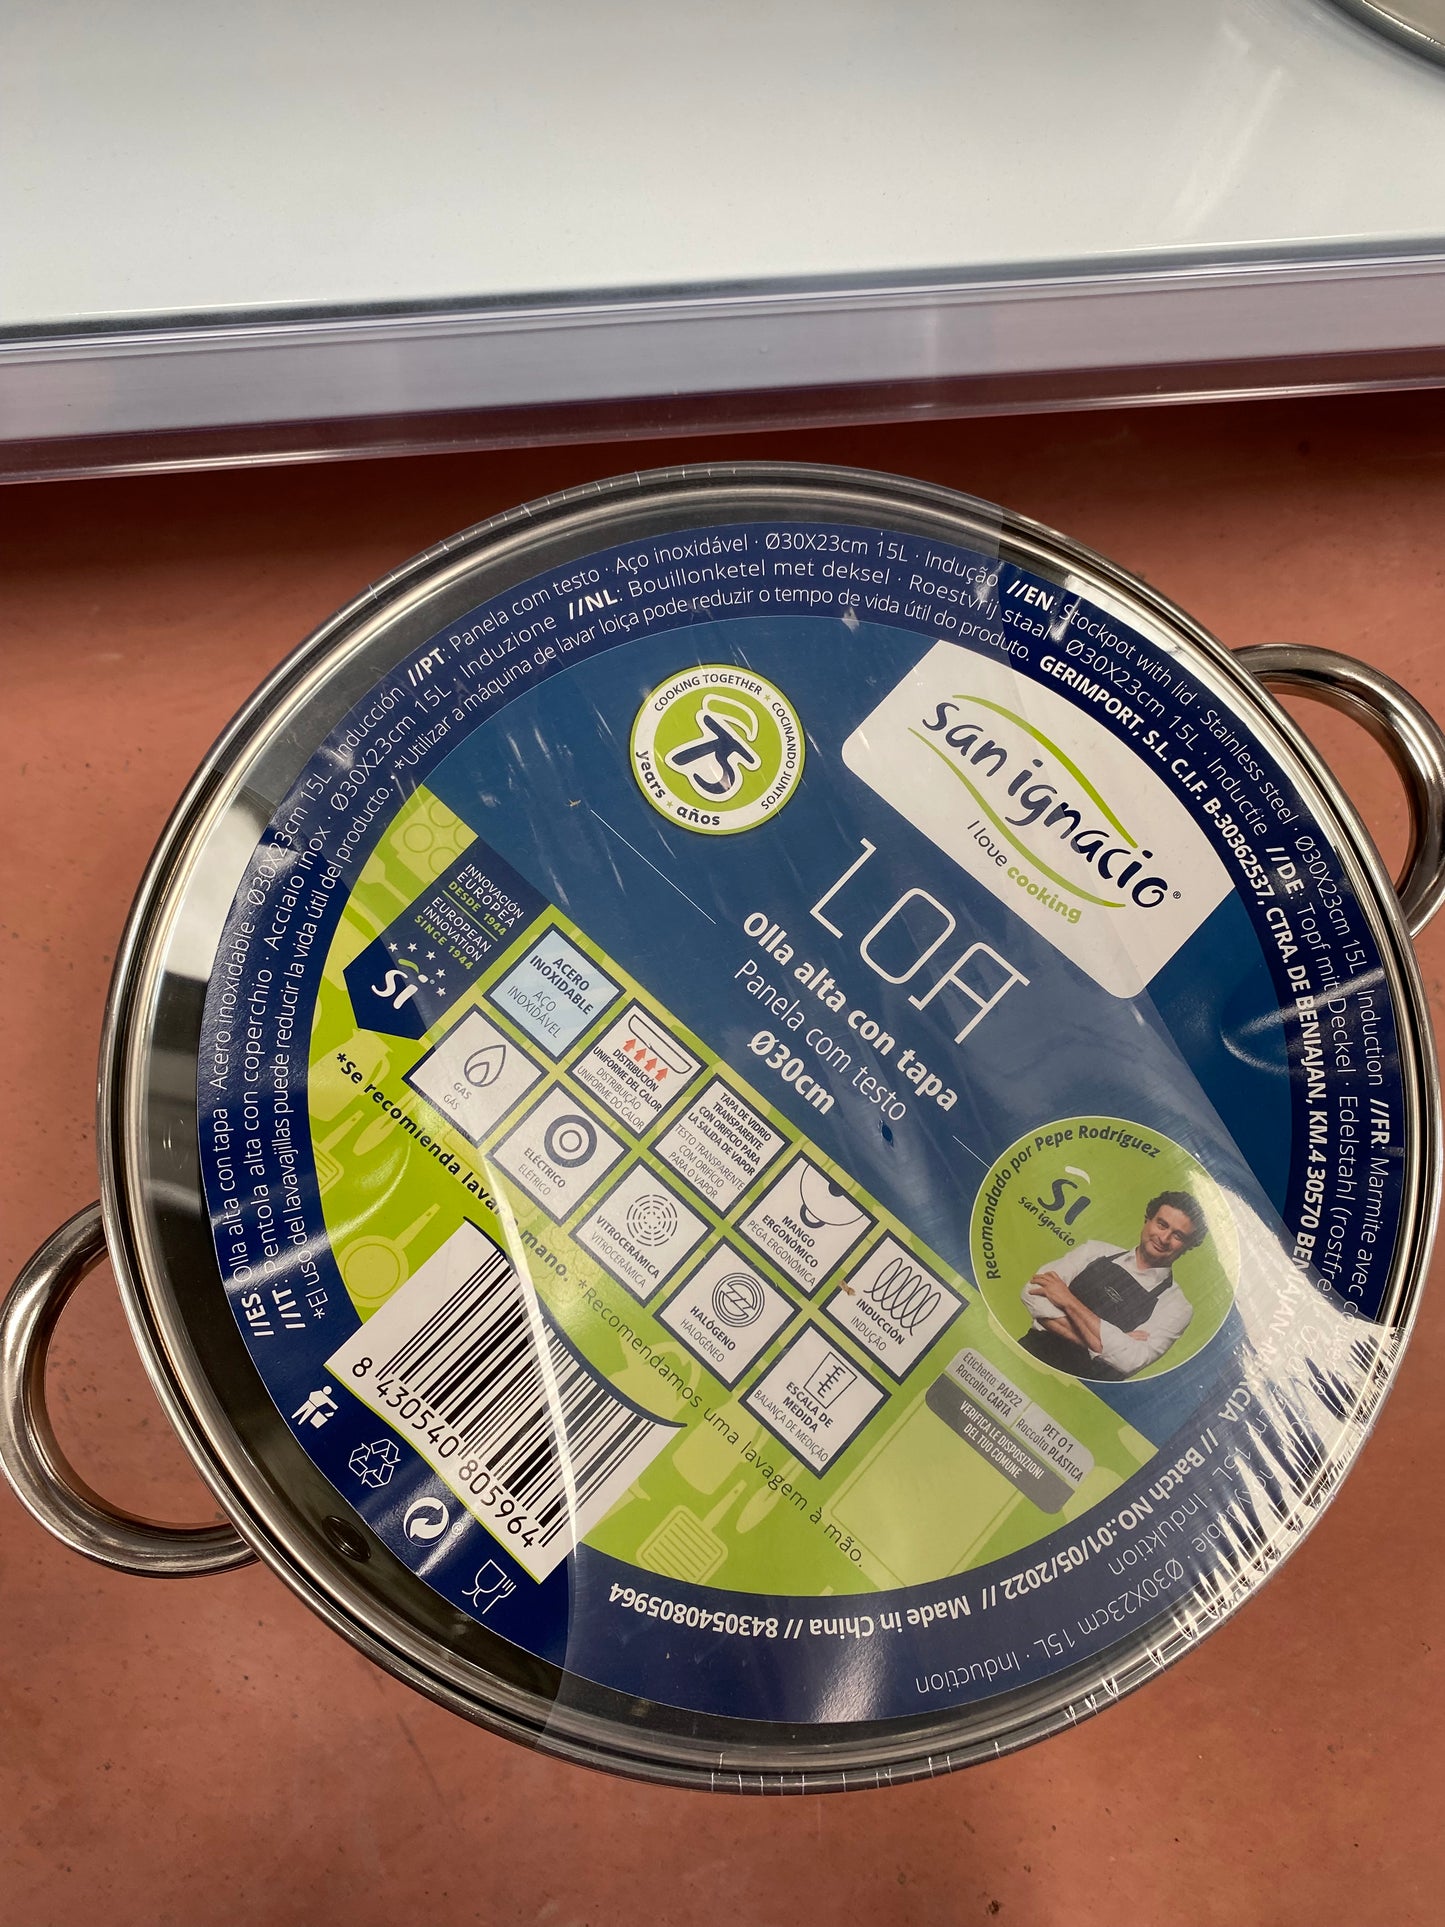 //ES: Olla alta con tapa · Acero inoxidable · Ø30X23cm 15L · Inducción //PT: Panela com testo · Aço inoxidável · Ø30X23cm 15L · Indução //EN: Stockpot with lid · Stainless steel · Ø30X23cm 15L · Induction //FR: Marmite avec
Ø30X23cm 15L · Induction
//IT: Pentola alta con coperchio · Acciaio inox · Ø30X23cm 15L · Induzione //NL: Bouillonketel met deksel · Roestvrij staal · Ø30X23cm 15L · Inductie //DE: Topf mit Deckel · Edelstahl
15L · Induktion
*El uso del lavavajillas puede reducir la vida útil del producto. *Utilizar a máquina de lavar loiça pode reduzir o tempo de vida útil do produto. GERIMPORT, S.L. C.I.F. B-30362537, CTRA. DE BENIAJAN, KM.4 30570 BENIAJAN // Batch NO.:01/05/2022 // Made in China // 8430540805964
COOKING TOGETHER * COCINANDO JUNTOS
75
years * años
san ignacio®
I love cooking
LOA
Olla alta con tapa
Panela com testo
Ø30cm
INNOVACIÓN
EUROPEA
DESDE 1944
EUROPEAN
INNOVATION
SINCE 1944
SI
ACERO
INOXIDABLE
AÇO
INOXIDÁVEL
DISTRIBUCIÓN
UNIFORME DEL CALOR
DISTRIBUIÇÃO
UNIFORME DO CALOR
TAPA DE VIDRIO
TRANSPARENTE
CON ORIFICIO PARA
LA SALIDA DE VAPOR
TESTO TRANSPARENTE
COM ORIFÍCIO
PARA O VAPOR
MANGO
ERGONÓMICO
PEGA ERGONÓMICA
INDUCCIÓN
INDUÇÃO
GAS
GAS
ELÉCTRICO
ELÉTRICO
VITROCERÁMICA
VITROCERÂMICA
HALÓGENO
HALOGÉNEO
ESCALA DE
MEDIDA
BALANÇA DE MEDIÇÃO
*Se recomienda lavar a mano. *Recomendamos uma lavagem à mão.
Recomendado por Pepe Rodríguez
SI
san ignacio
Etichetta: PAP22
Raccolta CARTA
PET 01
Raccolta PLASTICA
VERIFICA LE DISPOSIZIONI
DEL TUO COMUNE
8 430540 805964